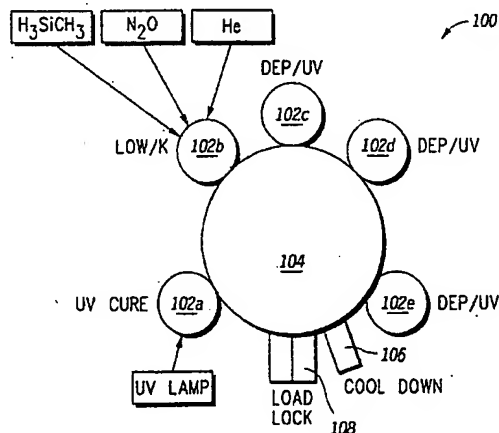 H3SiCH3 N2O He
100
DEP/UV
102c
LOW/K 102b
102d DEP/UV
104
UV CURE 102a
102e DEP/UV
106
UV LAMP
LOAD LOCK
COOL DOWN
108